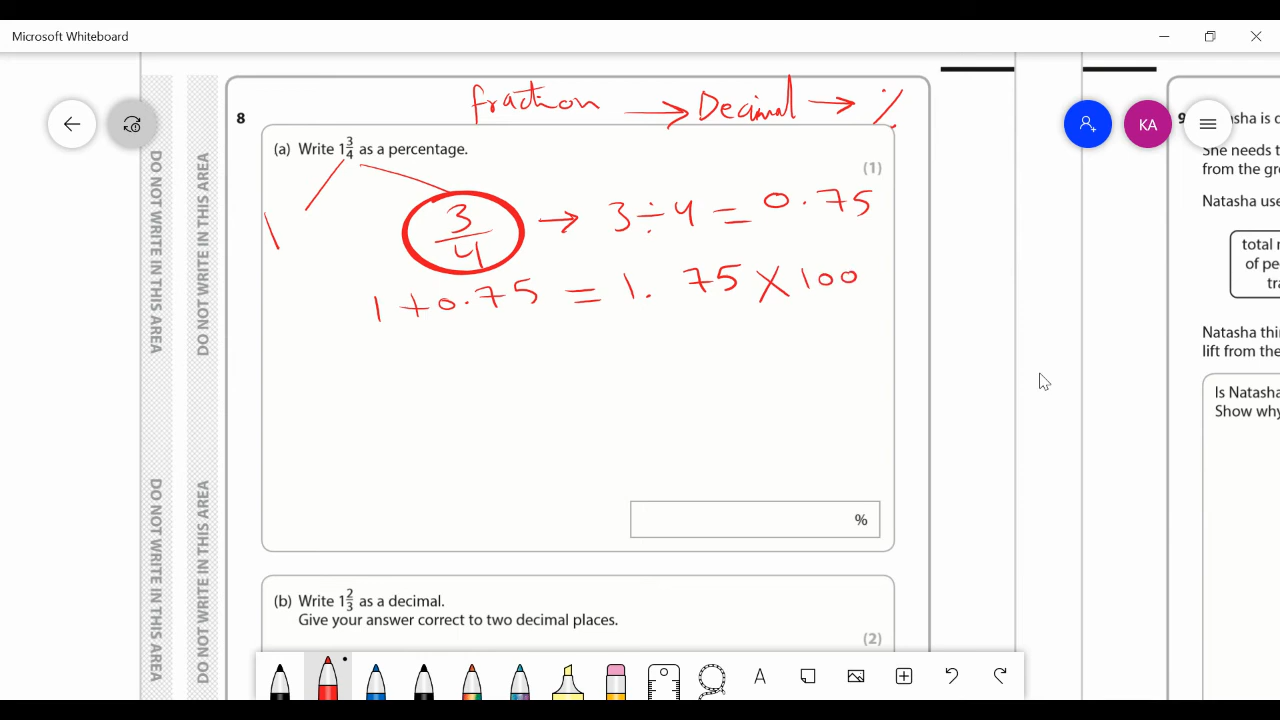 Microsoft Whiteboard
fraction → Decimal → %
8
(a) Write 1 3/4 as a percentage.
(1)
1
3/4 → 3 ÷ 4 = 0.75
1 + 0.75 = 1.75 × 100
%
(b) Write 1 2/3 as a decimal.
Give your answer correct to two decimal places.
(2)
DO NOT WRITE IN THIS AREA
DO NOT WRITE IN THIS AREA
DO NOT WRITE IN THIS AREA
DO NOT WRITE IN THIS AREA
KA
9
She needs t
from the gr
Natasha use
total
of pe
tra
Natasha thi
lift from the
Is Natasha
Show why
A